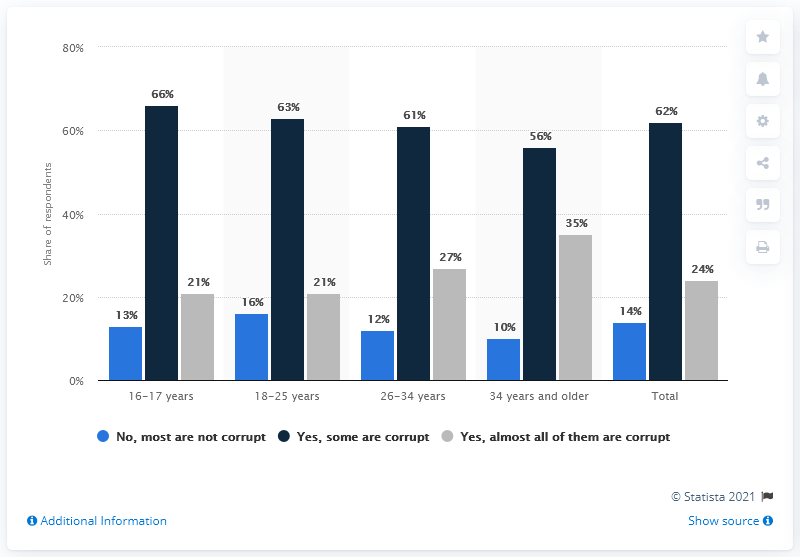 80%
60%
40%
20%
0%
Share of respondents
13%
66%
21%
16%
63%
21%
12%
61%
27%
10%
56%
35%
14%
62%
24%
16-17 years
18-25 years
26-34 years
34 years and older
Total
No, most are not corrupt
Yes, some are corrupt
Yes, almost all of them are corrupt
© Statista 2021
Additional Information
Show source